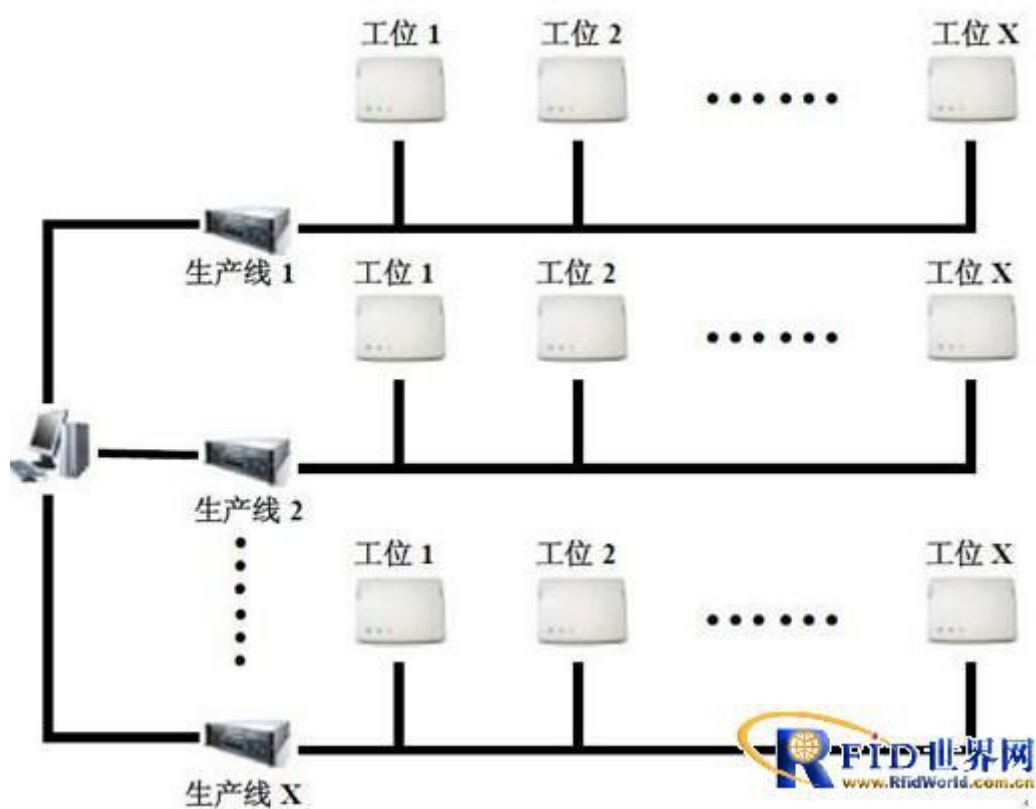 工位 1 工位 2 工位 X
生产线 1 工位 1 工位 2 工位 X
生产线 2
工位 1 工位 2 工位 X
生产线 X
RFID世界网
www.RfidWorld.com.cn